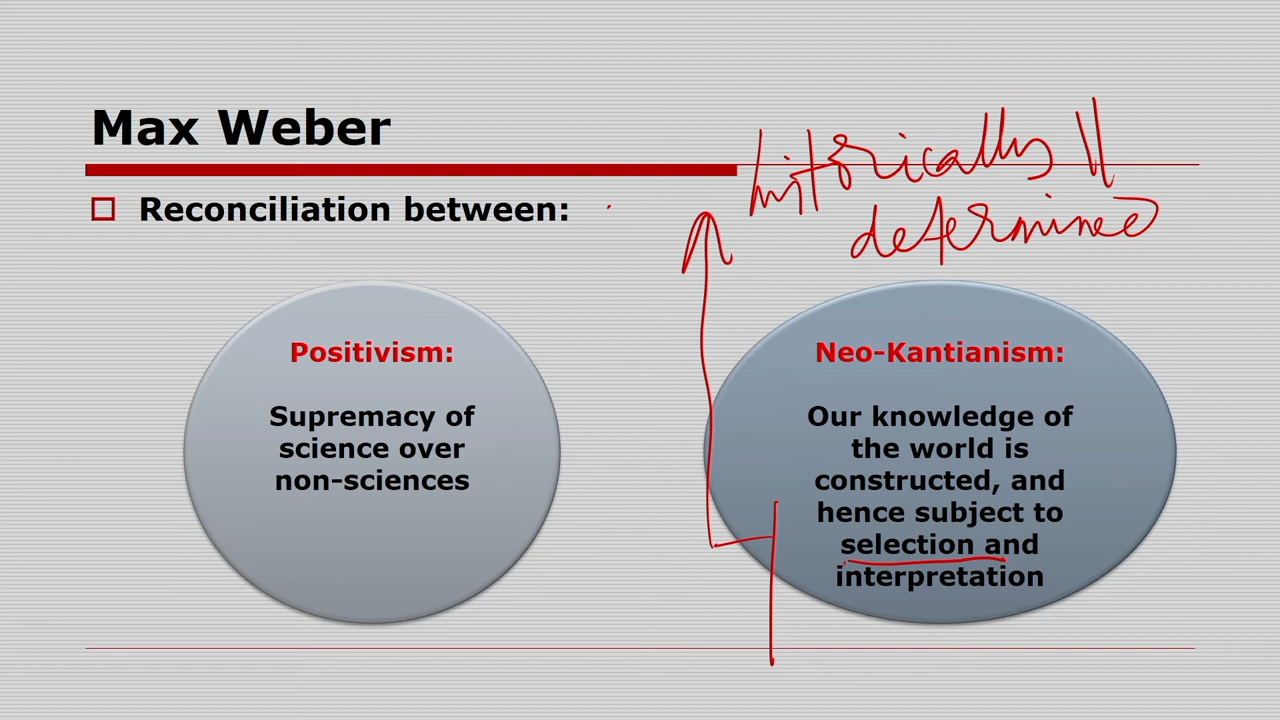 Max Weber
historically
determined
Reconciliation between:
Positivism:
Supremacy of
science over
non-sciences
Neo-Kantianism:
Our knowledge of
the world is
constructed, and
hence subject to
selection and
interpretation